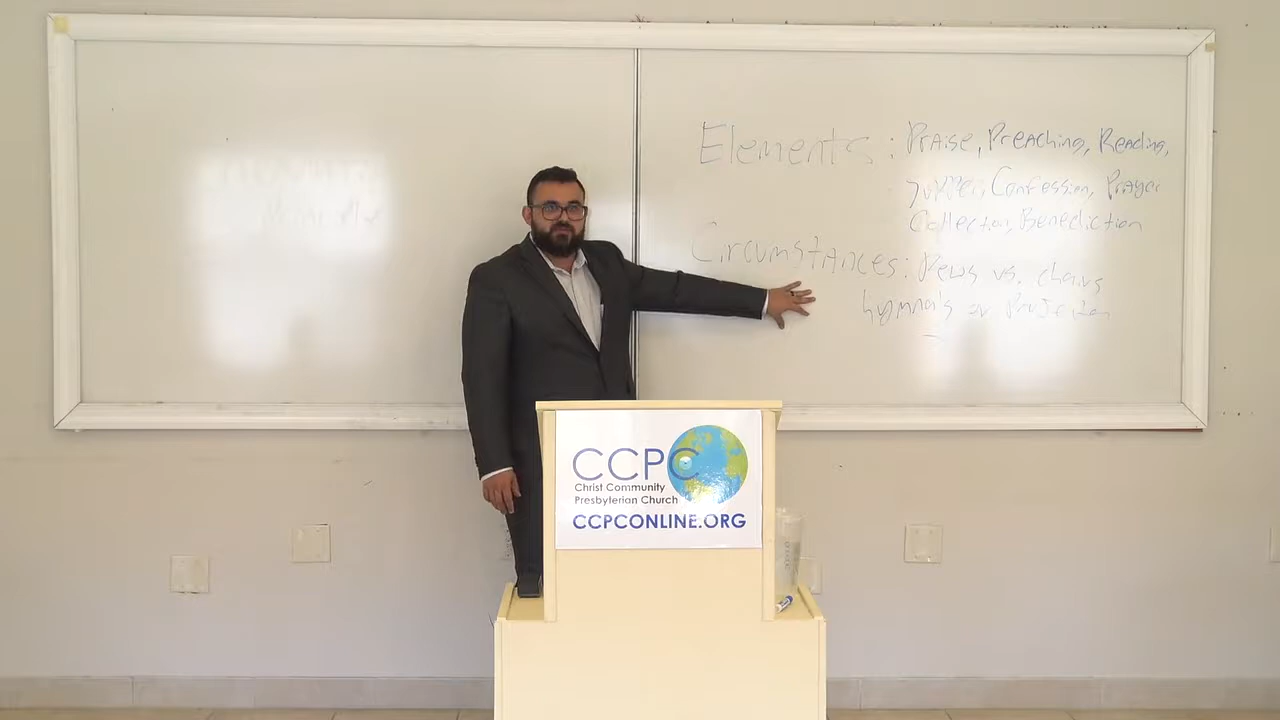 Elements: Praise, Preaching, Reading,
Supper, Confession, Prayer
Collection, Benediction
Circumstances: Pews vs. chairs
hymnals or Projection
CCPC
Christ Community
Presbyterian Church
CCPCONLINE.ORG